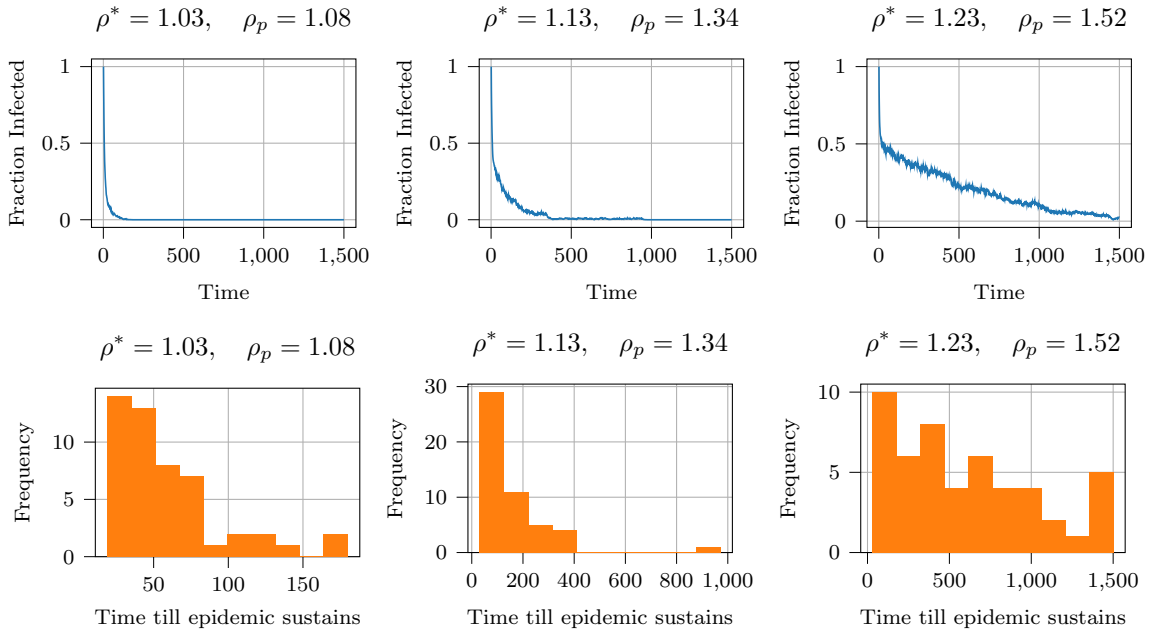 ρ* = 1.03, ρₚ = 1.08
Fraction Infected
1
0.5
0
0 500 1,000 1,500
Time
ρ* = 1.13, ρₚ = 1.34
Fraction Infected
1
0.5
0
0 500 1,000 1,500
Time
ρ* = 1.23, ρₚ = 1.52
Fraction Infected
1
0.5
0
0 500 1,000 1,500
Time
ρ* = 1.03, ρₚ = 1.08
Frequency
10
5
0
50 100 150
Time till epidemic sustains
ρ* = 1.13, ρₚ = 1.34
Frequency
30
20
10
0
0 200 400 600 800 1,000
Time till epidemic sustains
ρ* = 1.23, ρₚ = 1.52
Frequency
10
5
0
0 500 1,000 1,500
Time till epidemic sustains